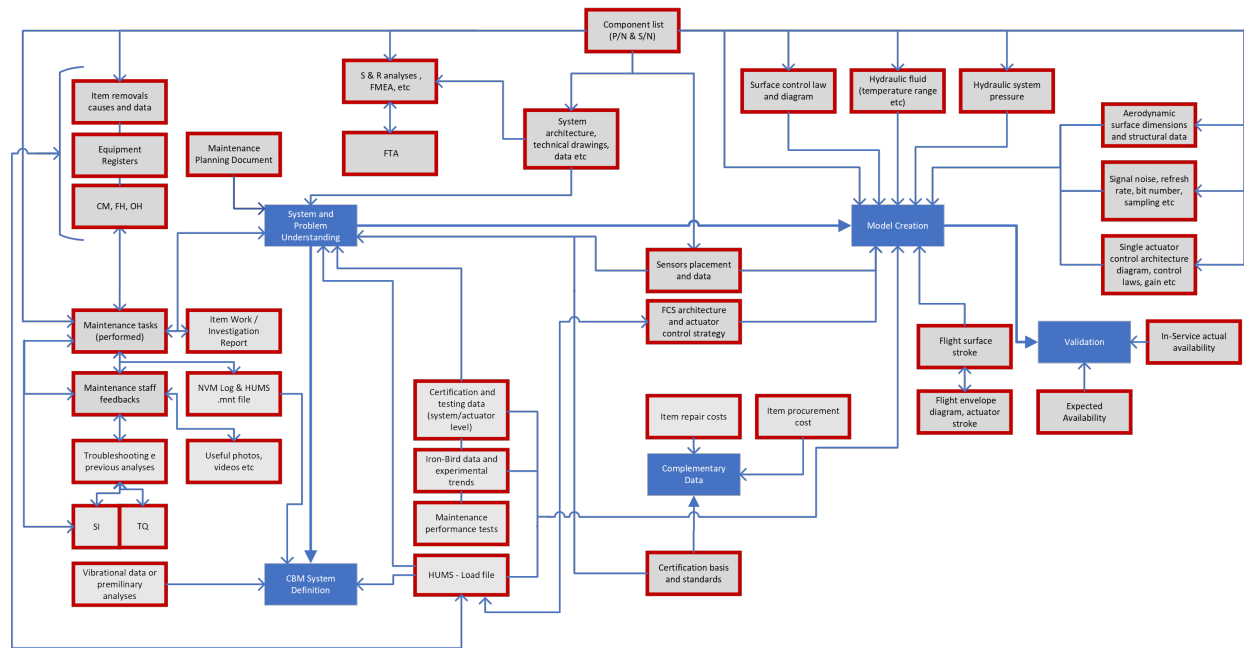 Component list
(P/N & S/N)
S & R analyses ,
FMEA, etc
Surface control law
and diagram
Hydraulic fluid
(temperature range
etc)
Hydraulic system
pressure
Item removals
causes and data
Equipment
Registers
CM, FH, OH
Maintenance
Planning Document
FTA
System
architecture,
technical drawings,
data etc
Aerodynamic
surface dimensions
and structural data
Signal noise, refresh
rate, bit number,
sampling etc
Single actuator
control architecture
diagram, control
laws, gain etc
System and
Problem
Understanding
Model Creation
Sensors placement
and data
FCS architecture
and actuator
control strategy
Maintenance tasks
(performed)
Item Work /
Investigation
Report
Flight surface
stroke
Validation
In-Service actual
availability
Maintenance staff
feedbacks
NVM Log & HUMS
.mnt file
Certification and
testing data
(system/actuator
level)
Item repair costs
Item procurement
cost
Flight envelope
diagram, actuator
stroke
Expected
Availability
Troubleshooting e
previous analyses
Useful photos,
videos etc
Iron-Bird data and
experimental
trends
Complementary
Data
SI
TQ
Maintenance
performance tests
Vibrational data or
premilinary
analyses
CBM System
Definition
HUMS - Load file
Certification basis
and standards